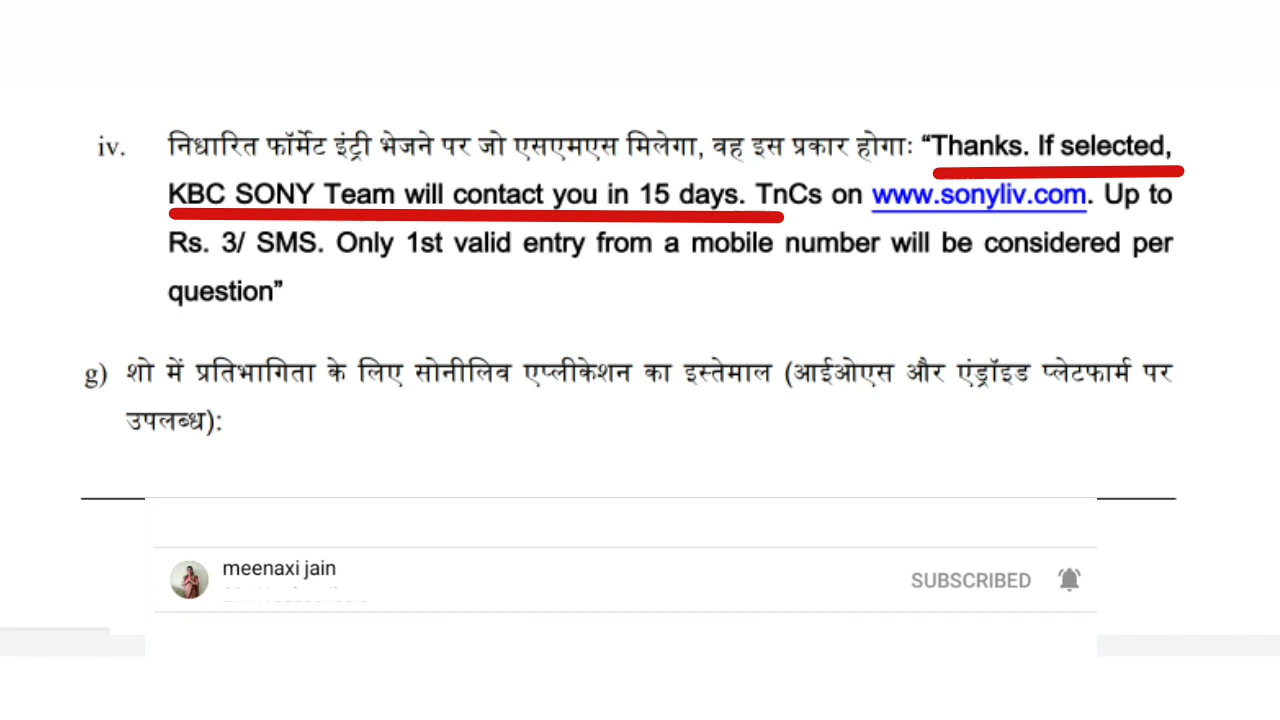 iv. निधारित फॉर्मेट इंट्री भेजने पर जो एसएमएस मिलेगा, वह इस प्रकार होगा: “Thanks. If selected,
KBC SONY Team will contact you in 15 days. TnCs on www.sonyliv.com. Up to
Rs. 3/ SMS. Only 1st valid entry from a mobile number will be considered per
question”
g) शो में प्रतिभागिता के लिए सोनीलिव एप्लीकेशन का इस्तेमाल (आईओएस और एंड्रॉइड प्लेटफार्म पर
उपलब्ध):
meenaxi jain
SUBSCRIBED